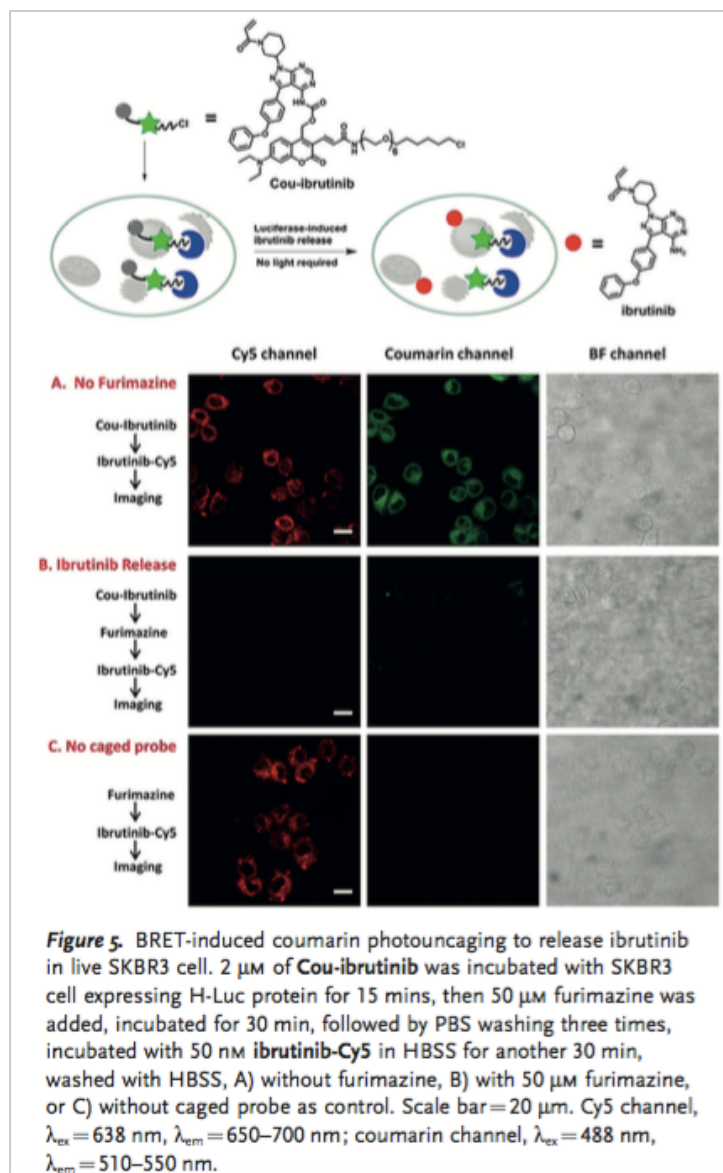 Cl
=
N
O
N
N
N
N
HN
O
O
O
N
O
O
O
N
H
O
6
Cl
Cou-ibrutinib
Luciferase-induced
ibrutinib release
No light required
=
N
O
N
N
N
N
NH₂
O
ibrutinib
Cy5 channel Coumarin channel BF channel
A. No Furimazine
Cou-Ibrutinib
Ibrutinib-Cy5
Imaging
B. Ibrutinib Release
Cou-Ibrutinib
Furimazine
Ibrutinib-Cy5
Imaging
C. No caged probe
Furimazine
Ibrutinib-Cy5
Imaging
Figure 5. BRET-induced coumarin photouncaging to release ibrutinib
in live SKBR3 cell. 2 μM of Cou-ibrutinib was incubated with SKBR3
cell expressing H-Luc protein for 15 mins, then 50 μM furimazine was
added, incubated for 30 min, followed by PBS washing three times,
incubated with 50 nM ibrutinib-Cy5 in HBSS for another 30 min,
washed with HBSS, A) without furimazine, B) with 50 μM furimazine,
or C) without caged probe as control. Scale bar=20 μm. Cy5 channel,
λex=638 nm, λem=650–700 nm; coumarin channel, λex=488 nm,
λem=510–550 nm.